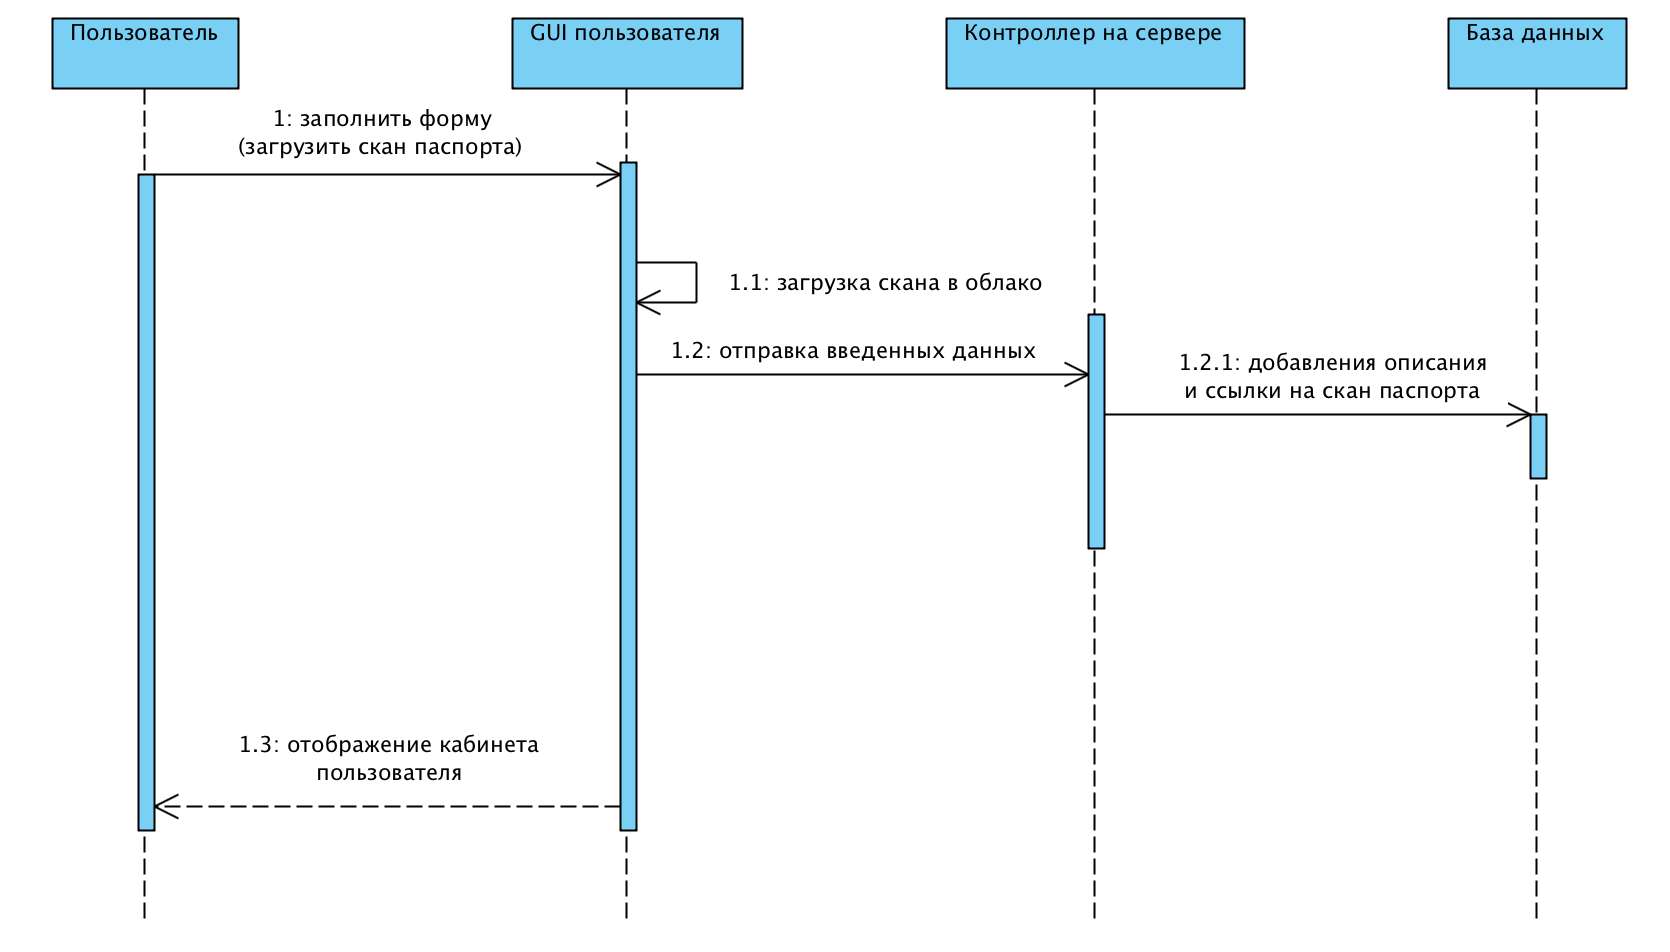 Пользователь
GUI пользователя
Контроллер на сервере
База данных
1: заполнить форму
(загрузить скан паспорта)
1.1: загрузка скана в облако
1.2: отправка введенных данных
1.2.1: добавления описания
и ссылки на скан паспорта
1.3: отображение кабинета
пользователя